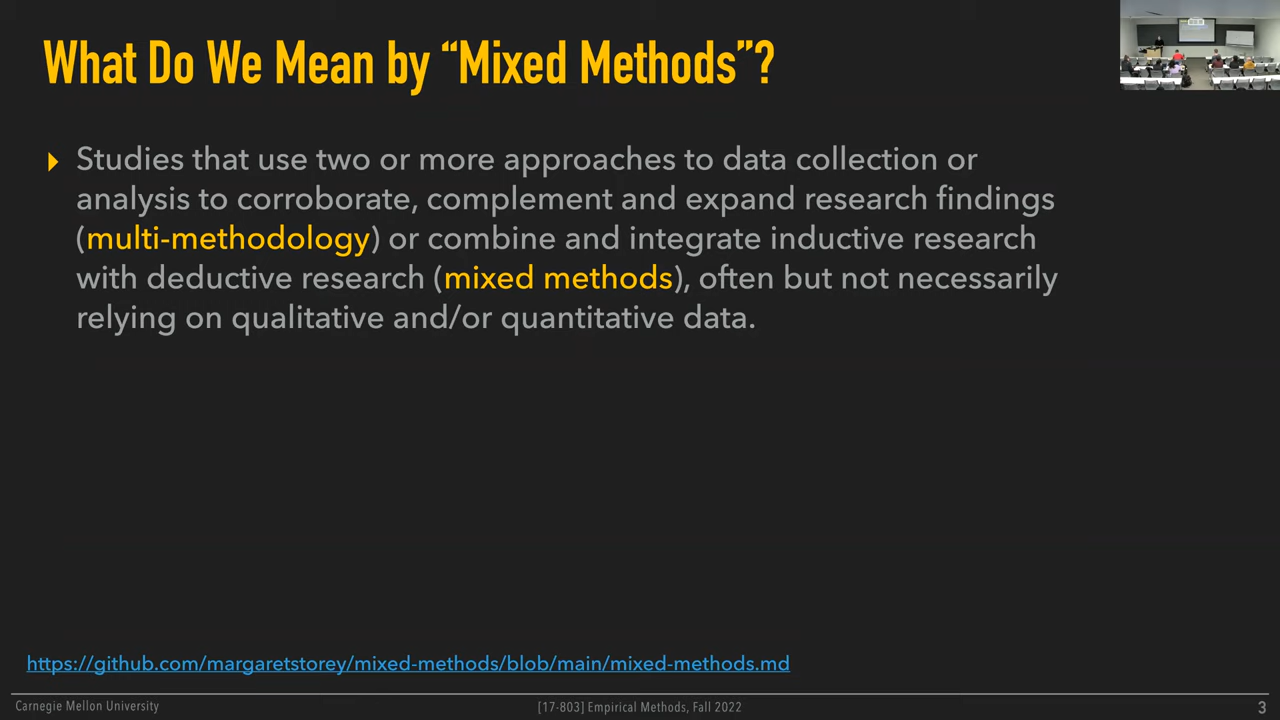 What Do We Mean by “Mixed Methods”?
Studies that use two or more approaches to data collection or
analysis to corroborate, complement and expand research findings
(multi-methodology) or combine and integrate inductive research
with deductive research (mixed methods), often but not necessarily
relying on qualitative and/or quantitative data.
https://github.com/margaretstorey/mixed-methods/blob/main/mixed-methods.md
Carnegie Mellon University
[17-803] Empirical Methods, Fall 2022
3